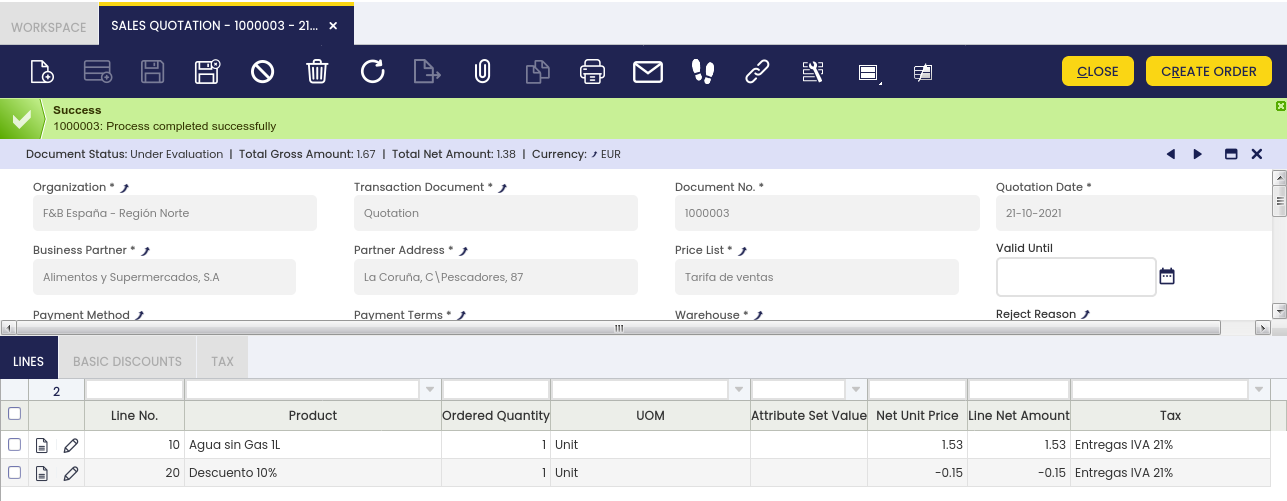 WORKSPACE SALES QUOTATION - 1000003 - 21...
CLOSE CREATE ORDER
Success
1000003: Process completed successfully
Document Status: Under Evaluation | Total Gross Amount: 1.67 | Total Net Amount: 1.38 | Currency: EUR
Organization * Transaction Document * Document No. * Quotation Date *
F&B España - Región Norte Quotation 1000003 21-10-2021
Business Partner * Partner Address * Price List * Valid Until
Alimentos y Supermercados, S.A La Coruña, C\Pescadores, 87 Tarifa de ventas
Payment Method Payment Terms * Warehouse * Reject Reason
LINES BASIC DISCOUNTS TAX
2
Line No. Product Ordered Quantity UOM Attribute Set Value Net Unit Price Line Net Amount Tax
10 Agua sin Gas 1L 1 Unit 1.53 1.53 Entregas IVA 21%
20 Descuento 10% 1 Unit -0.15 -0.15 Entregas IVA 21%